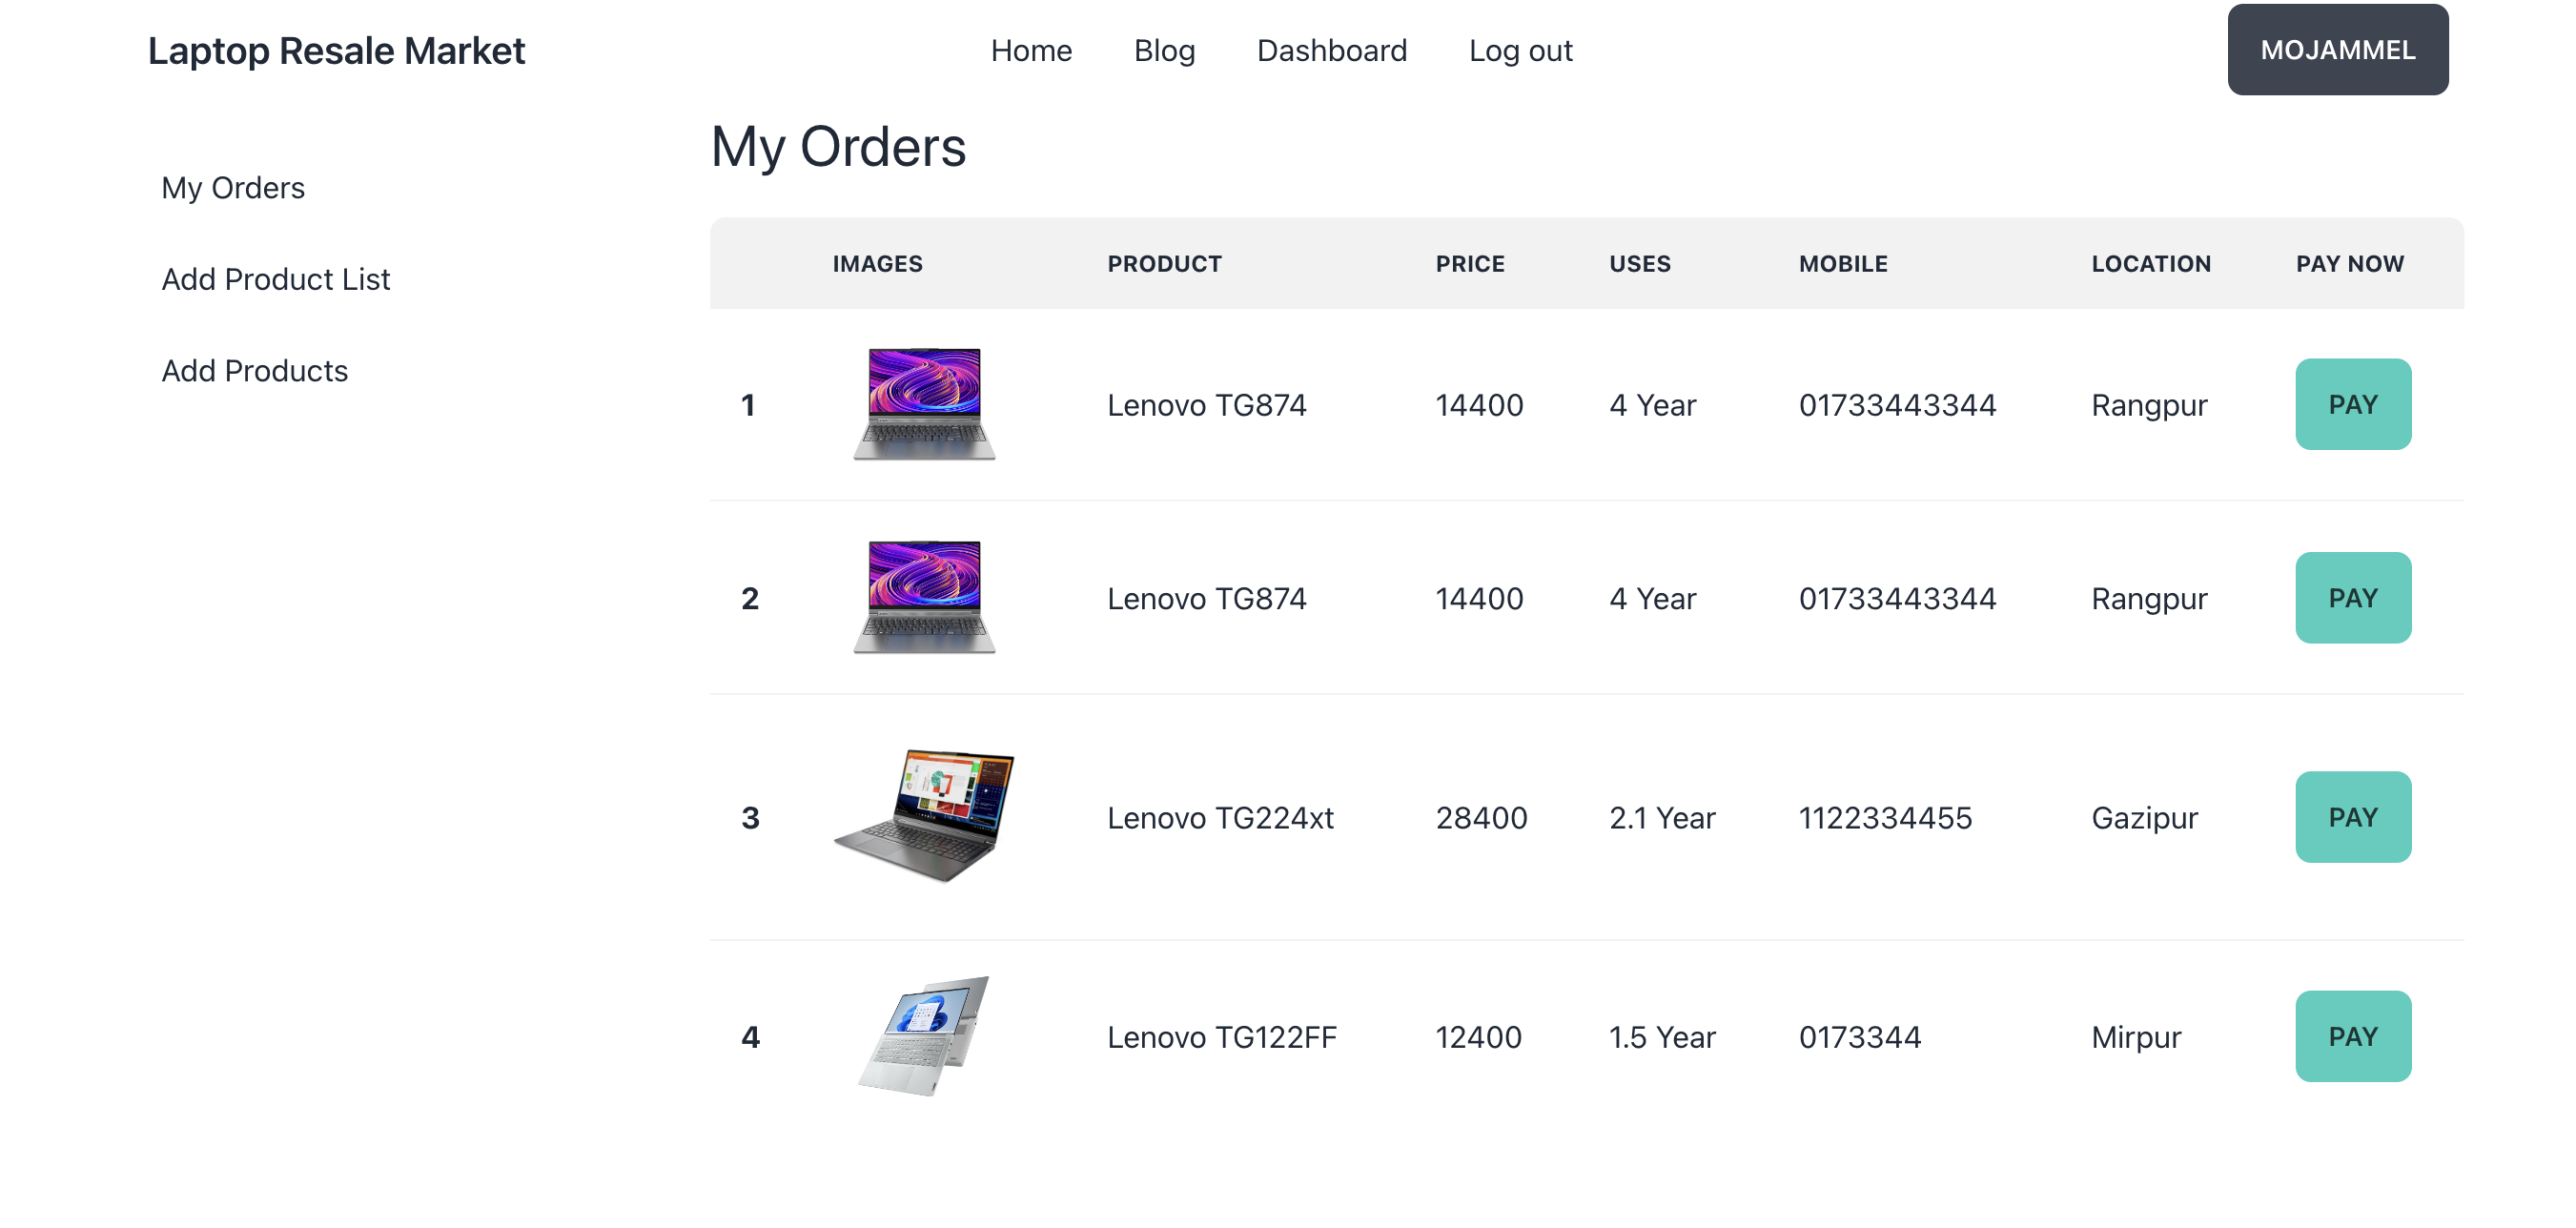 Laptop Resale Market Home Blog Dashboard Log out MOJAMMEL
My Orders
Add Product List
Add Products
My Orders
IMAGES PRODUCT PRICE USES MOBILE LOCATION PAY NOW
1 Lenovo TG874 14400 4 Year 01733443344 Rangpur PAY
2 Lenovo TG874 14400 4 Year 01733443344 Rangpur PAY
3 Lenovo TG224xt 28400 2.1 Year 1122334455 Gazipur PAY
4 Lenovo TG122FF 12400 1.5 Year 0173344 Mirpur PAY